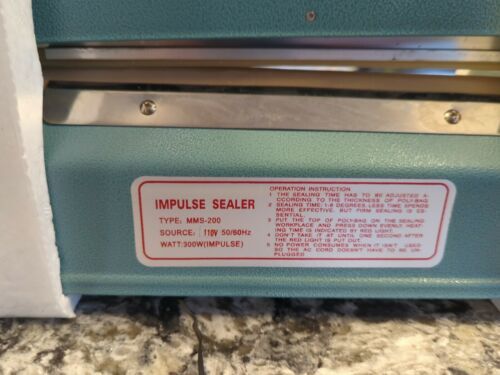 IMPULSE SEALER
TYPE: MMS-200
SOURCE: 110V 50/60Hz
WATT:300W(IMPULSE)
OPERATION INSTRUCTION
1 THE SEALING TIME HAS TO BE ADJUSTED A-
CCORDING TO THE THICKNESS OF POLY-BAG
2 SEALING TIME: 1-8 DEGREES. LESS TIME SPENDS
MORE EFFECTIVE. BUT FIRM SEALING IS ES-
SENTIAL.
3 PUT THE TOP OF POLY-BAG ON THE SEALING
WORKPLACE AND PRESS DOWN EVENLY. HEAT-
ING TIME IS INDICATED BY RED LIGHT.
4 DON'T TAKE IT AT UNTIL ONE SECOND AFTER
THE RED LIGHT IS PUT OUT.
5 NO POWER CONSUMES WHEN IT ISN'T USED-
SO THE AC CORD DOESN'T HAVE TO BE UN-
PLUGGED